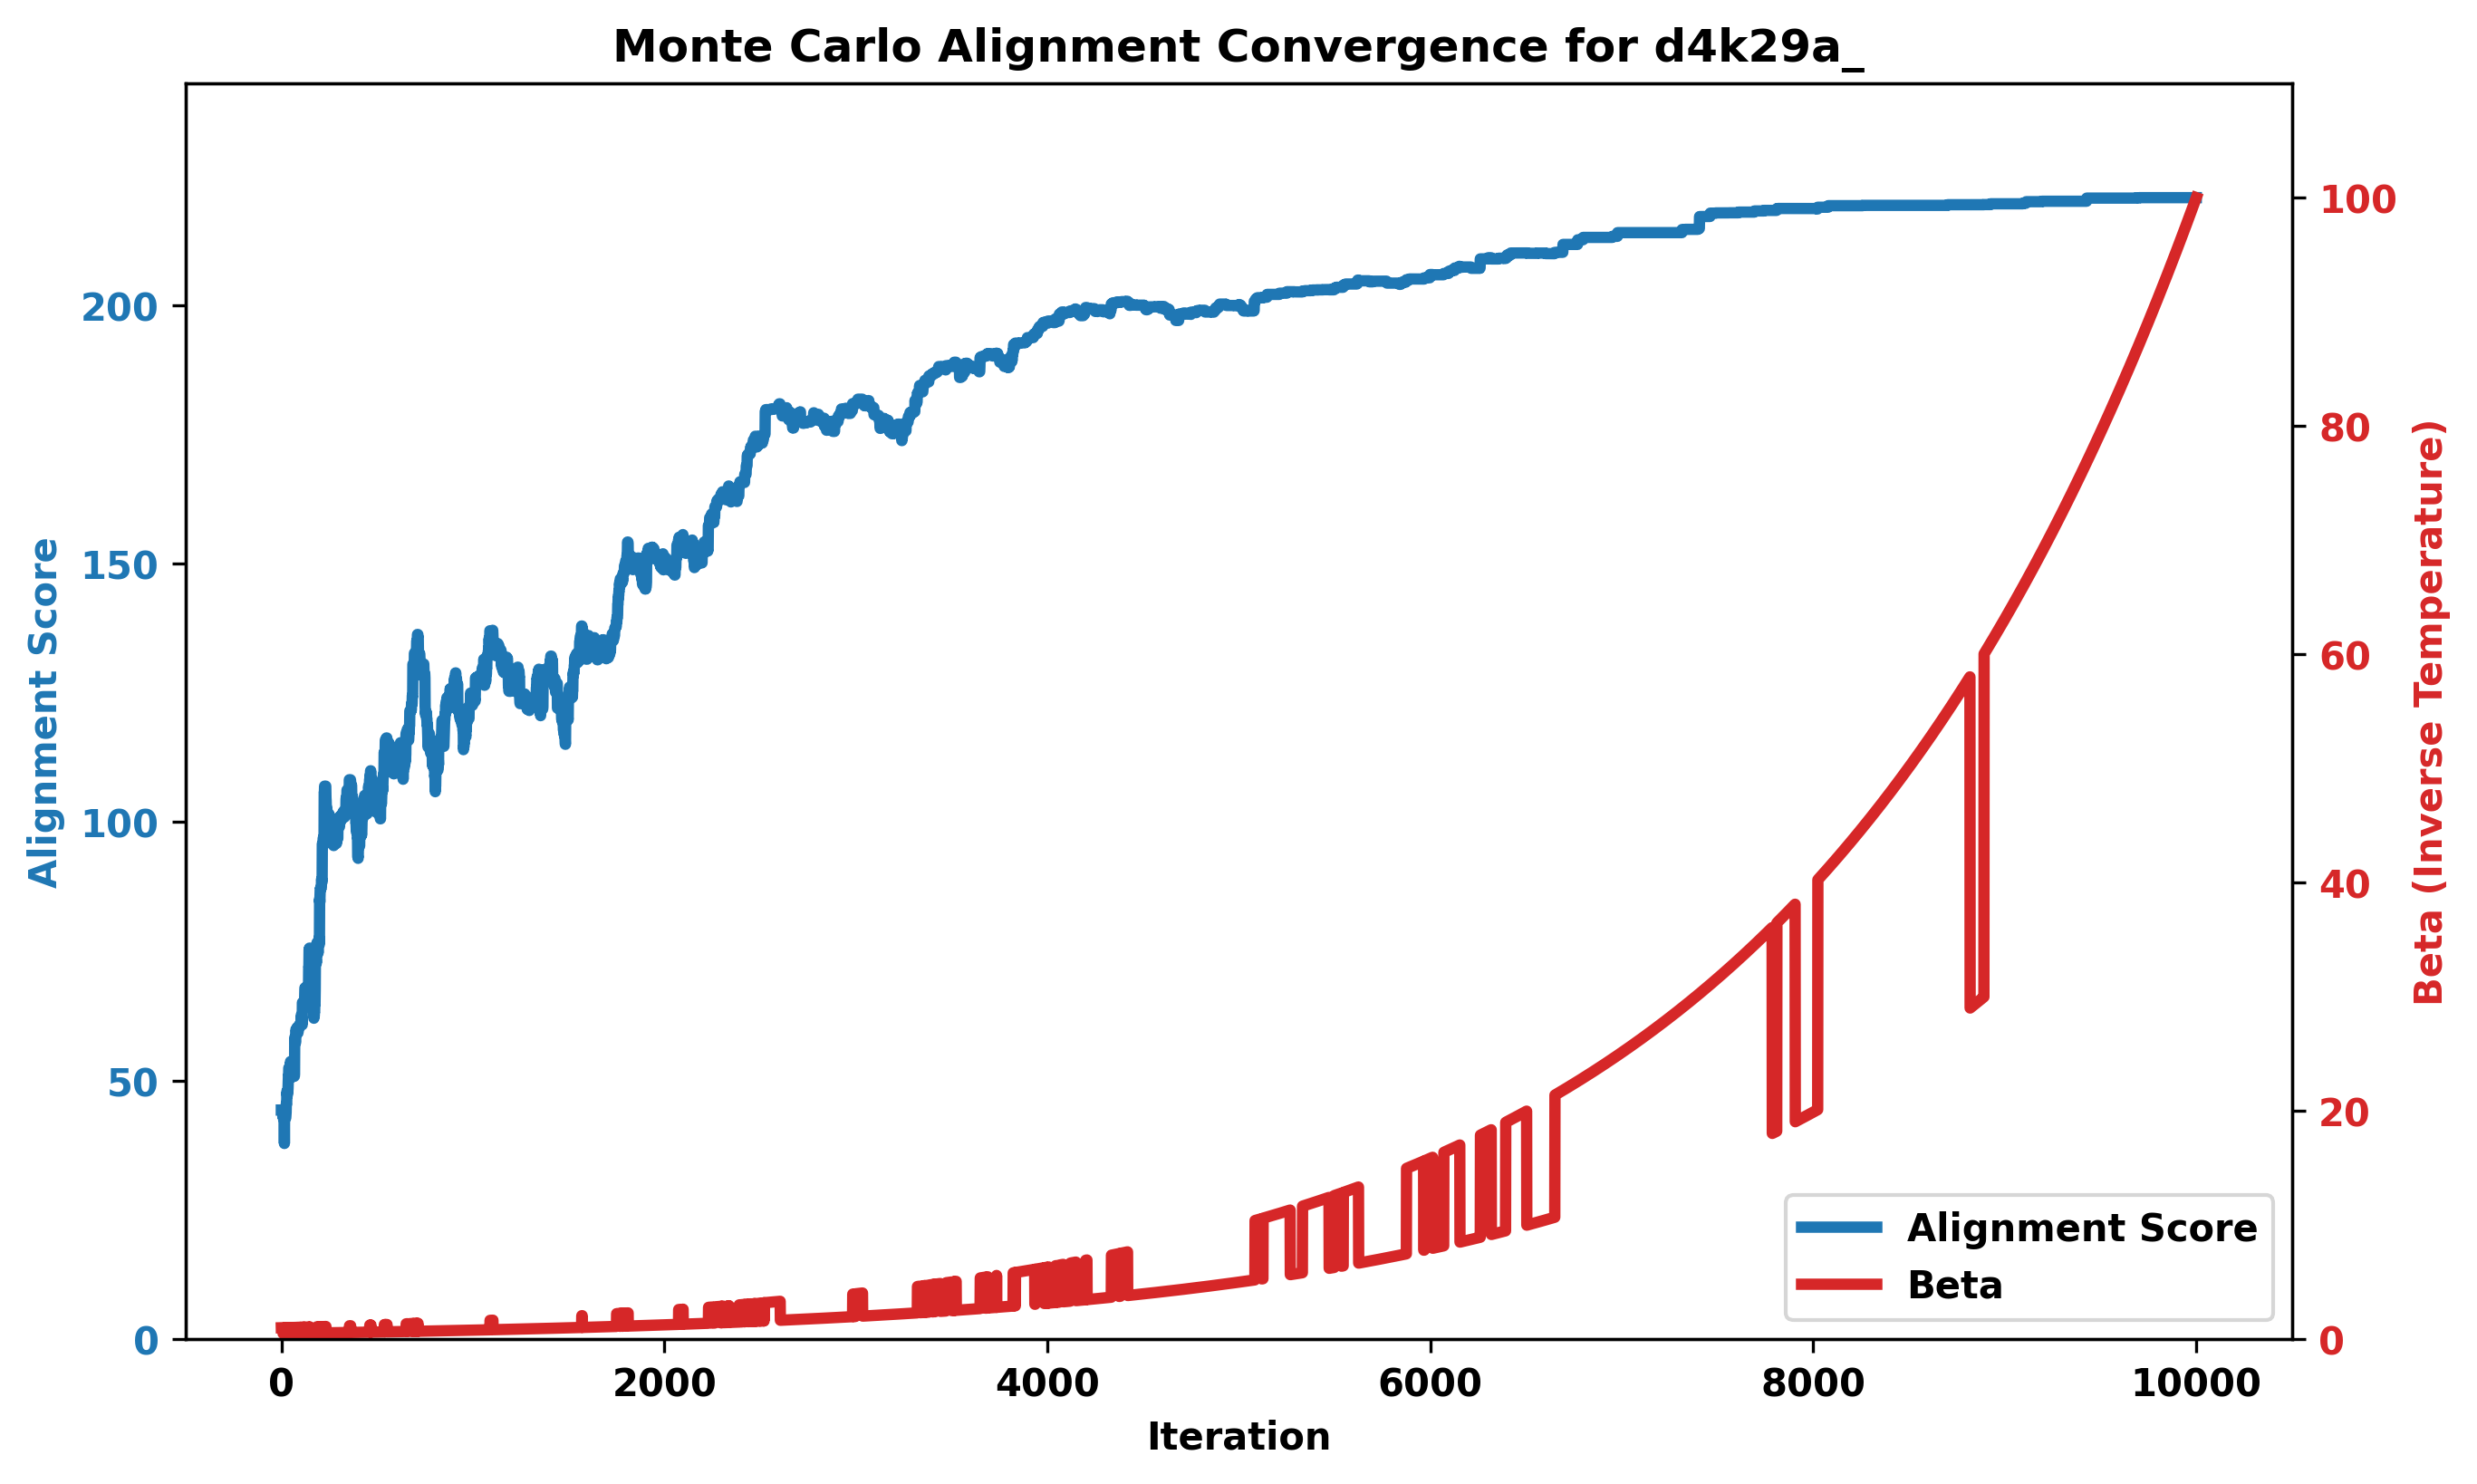 Monte Carlo Alignment Convergence for d4k29a_
Alignment Score
200
150
100
50
0
100
80
60
40
20
0
Beta (Inverse Temperature)
Alignment Score
Beta
0 2000 4000 6000 8000 10000
Iteration